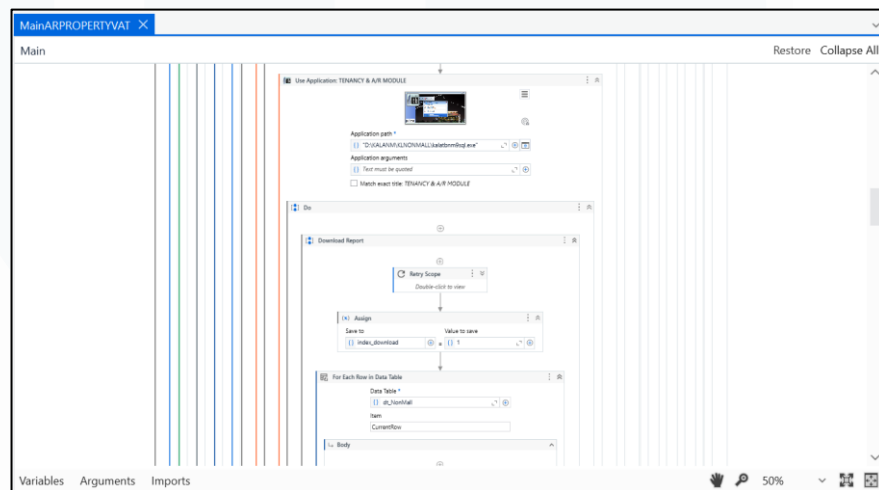 MainARPROPERTYVAT
Main
Restore Collapse All
Use Application: TENANCY & A/R MODULE
Application path *
Application arguments
Text must be quoted
Match exact title: TENANCY & A/R MODULE
Do
Download Report
Retry Scope
Double-click to view
Assign
Save to Value to save
index_download = 1
For Each Row in Data Table
Data Table *
dt_NonMall
Item
CurrentRow
Body
Variables Arguments Imports 50%